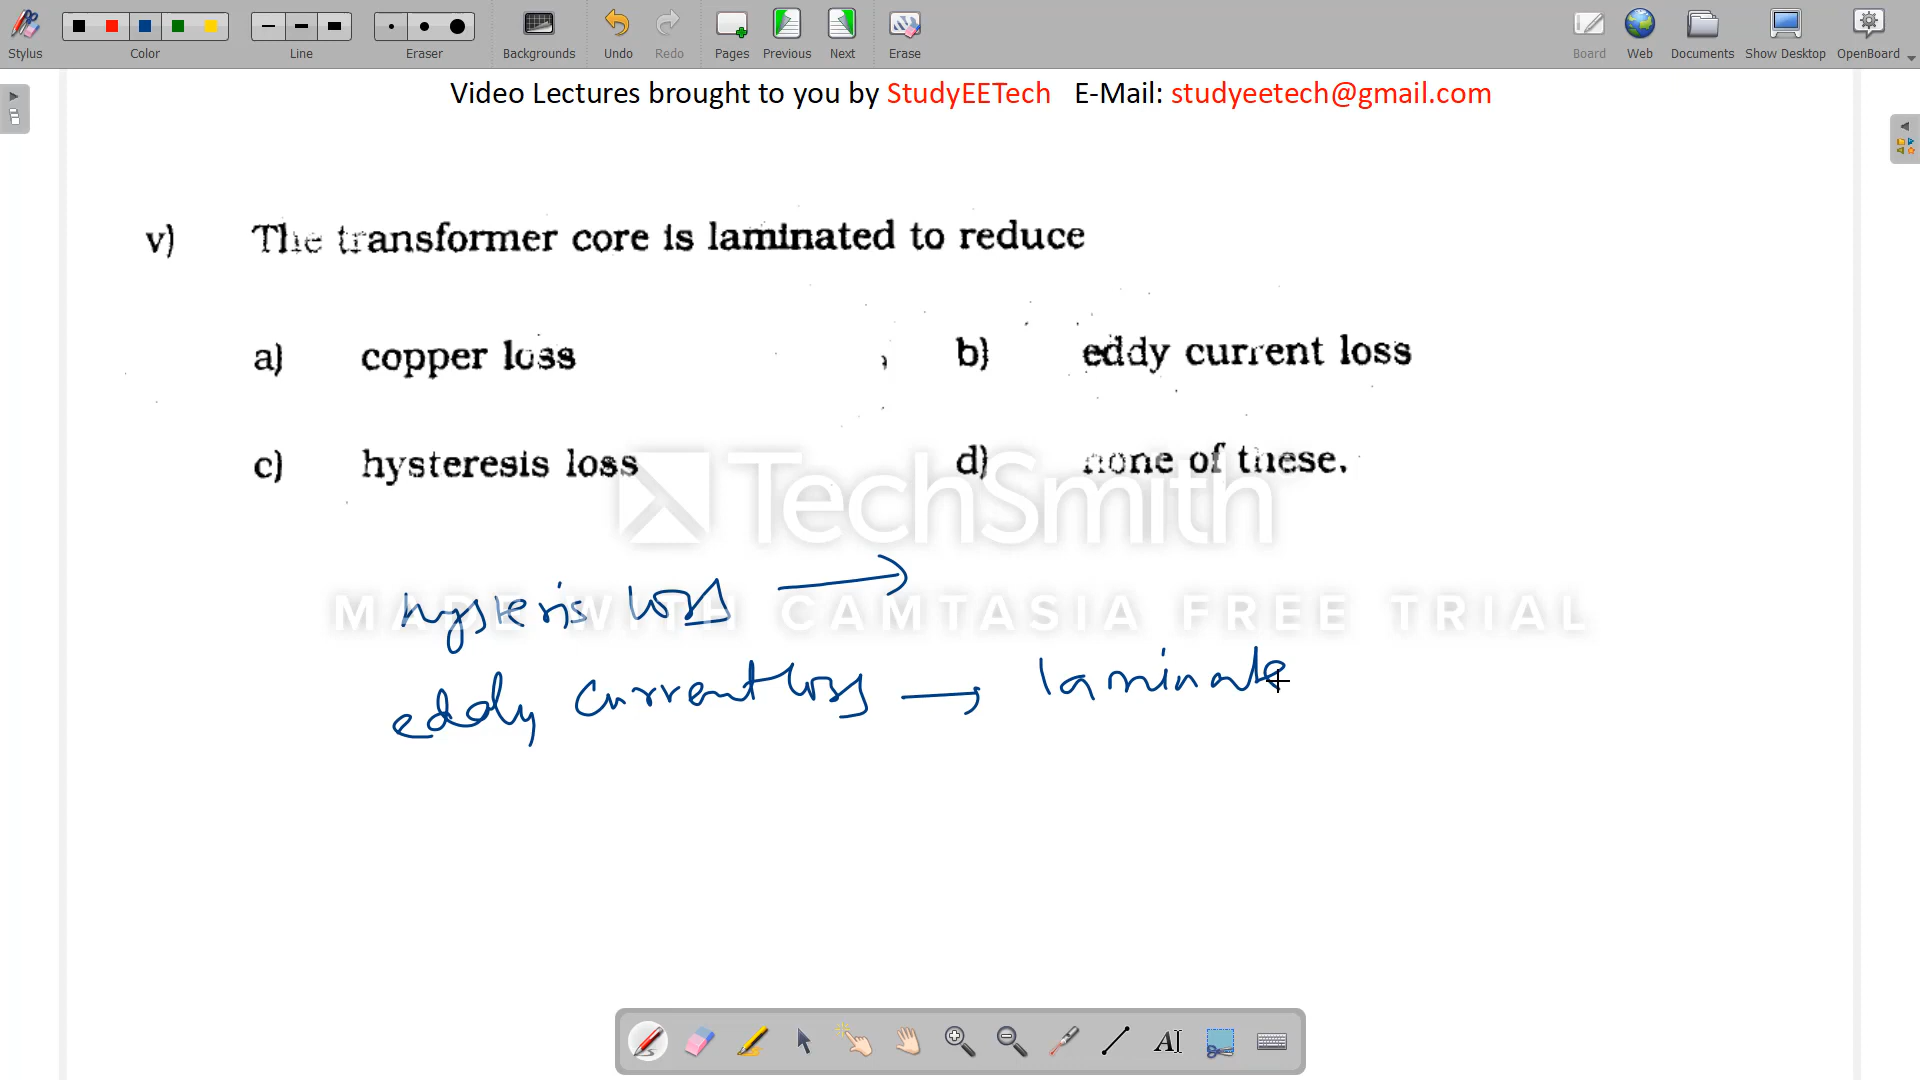 Stylus Color Line Eraser Backgrounds Undo Redo Pages Previous Next Erase Board Web Documents Show Desktop OpenBoard
Video Lectures brought to you by StudyEETech E-Mail: studyeetech@gmail.com
v) The transformer core is laminated to reduce
a) copper loss b) eddy current loss
c) hysteresis loss d) none of these.
TechSmith
hysteris loss →
MADE WITH CAMTASIA FREE TRIAL
eddy current loss → laminate
AI